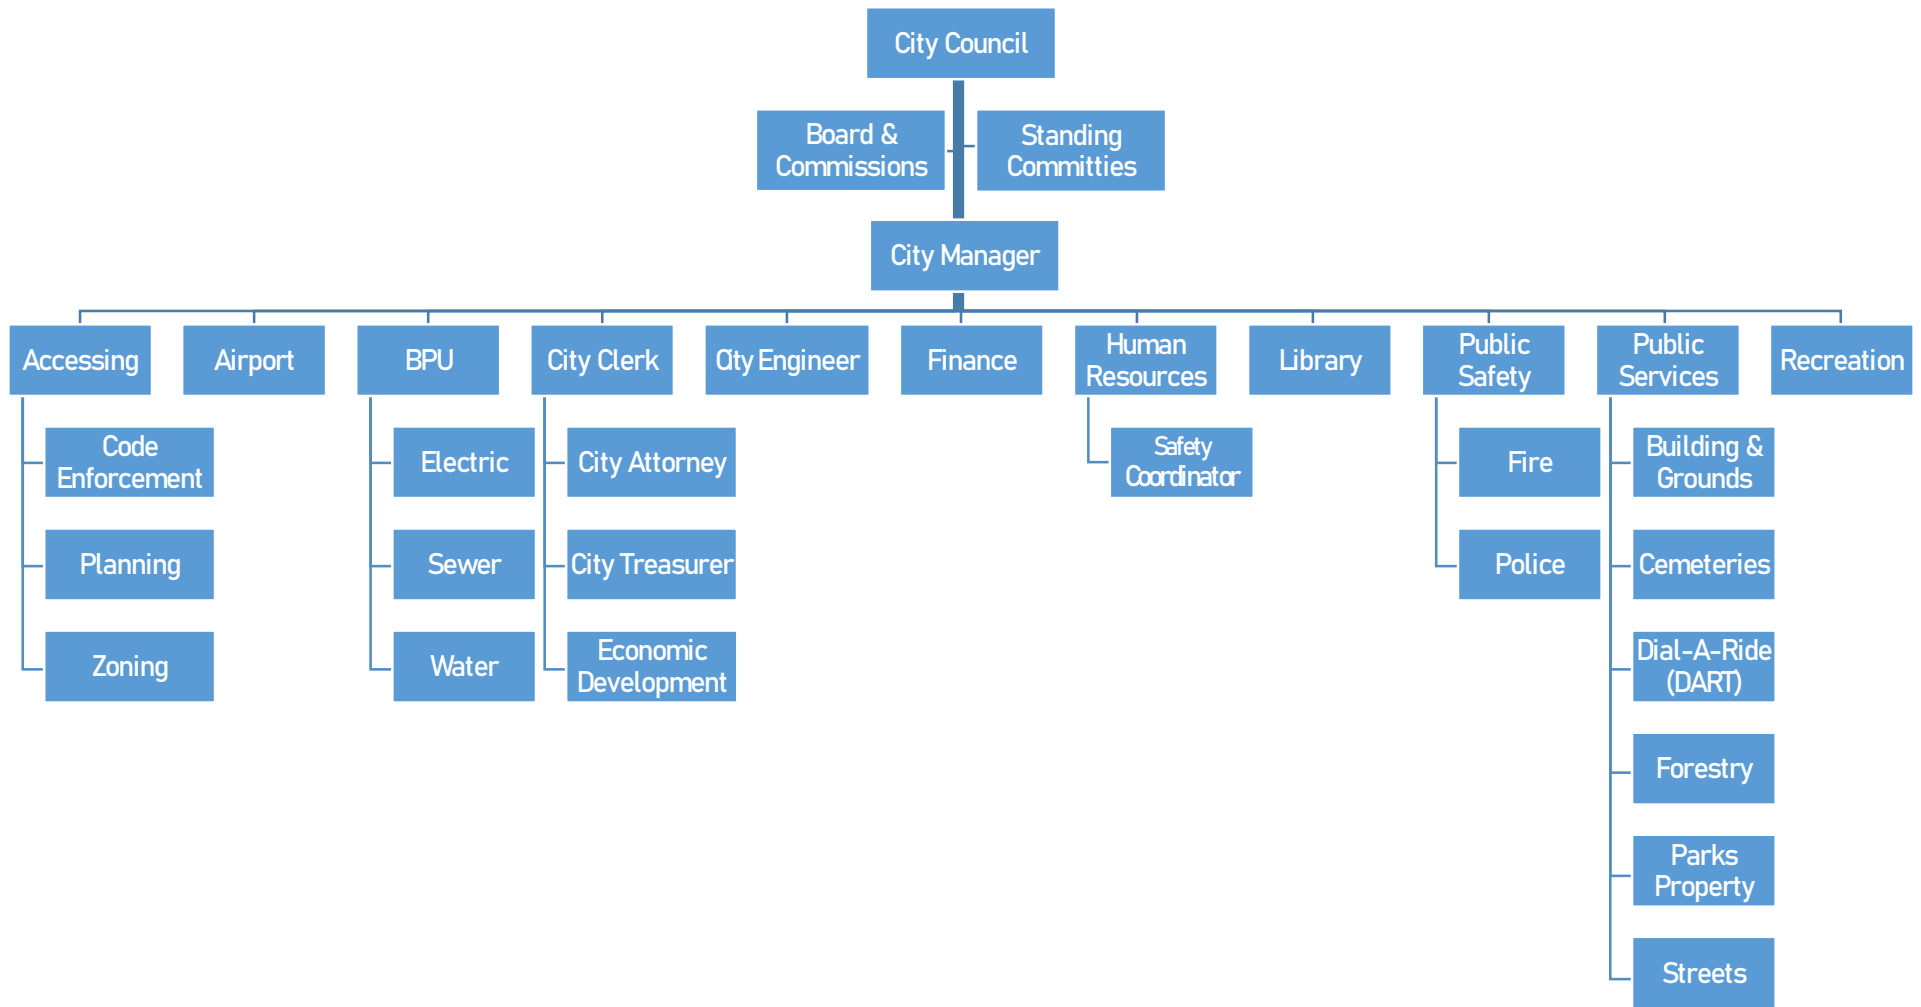 City Council
Board &
Commissions
Standing
Committies
City Manager
Accessing
Airport
BPU
City Clerk
City Engineer
Finance
Human
Resources
Library
Public
Safety
Public
Services
Recreation
Code
Enforcement
Planning
Zoning
Electric
Sewer
Water
City Attorney
City Treasurer
Economic
Development
Safety
Coordinator
Fire
Police
Building &
Grounds
Cemeteries
Dial-A-Ride
(DART)
Forestry
Parks
Property
Streets